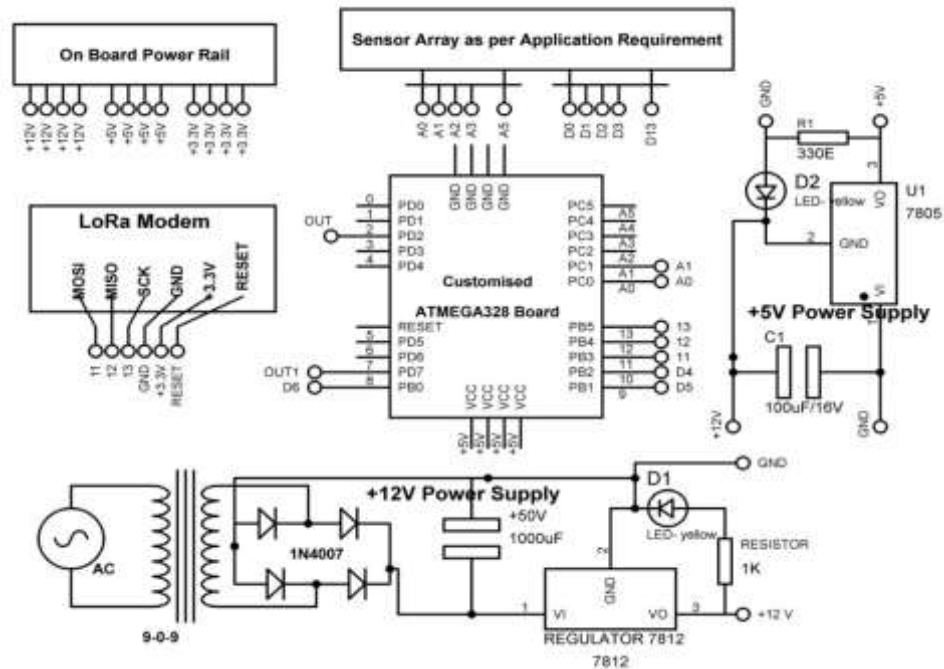 On Board Power Rail
+12V
+12V
+12V
+12V
+5V
+5V
+5V
+5V
+3.3V
+3.3V
+3.3V
+3.3V
Sensor Array as per Application Requirement
A0
A1
A2
A3
A5
D0
D1
D2
D3
D13
GND
+5V
R1
330E
D2
LED- yellow
U1
7805
3
VO
2
GND
VI
1
+5V Power Supply
C1
100uF/16V
+12V
GND
LoRa Modem
MOSI
MISO
SCK
GND
+3.3V
RESET
11
12
13
GND
+3.3V
RESET
GND
GND
GND
GND
0
PD0
1
PD1
OUT
2
PD2
3
PD3
4
PD4
RESET
5
PD5
6
PD6
OUT1
7
PD7
D6
8
PB0
Customised
ATMEGA328 Board
PC5
A5
PC4
A4
PC3
A3
PC2
A2
PC1
A1
A1
PC0
A0
A0
PB5
13
13
PB4
12
12
PB3
11
11
PB2
10
D4
PB1
9
D5
VCC
VCC
VCC
VCC
+5V
+5V
+5V
+5V
AC
9-0-9
1N4007
+12V Power Supply
+50V
1000uF
GND
D1
LED- yellow
RESISTOR
1K
2
GND
1
VI
VO
3
+12 V
REGULATOR 7812
7812